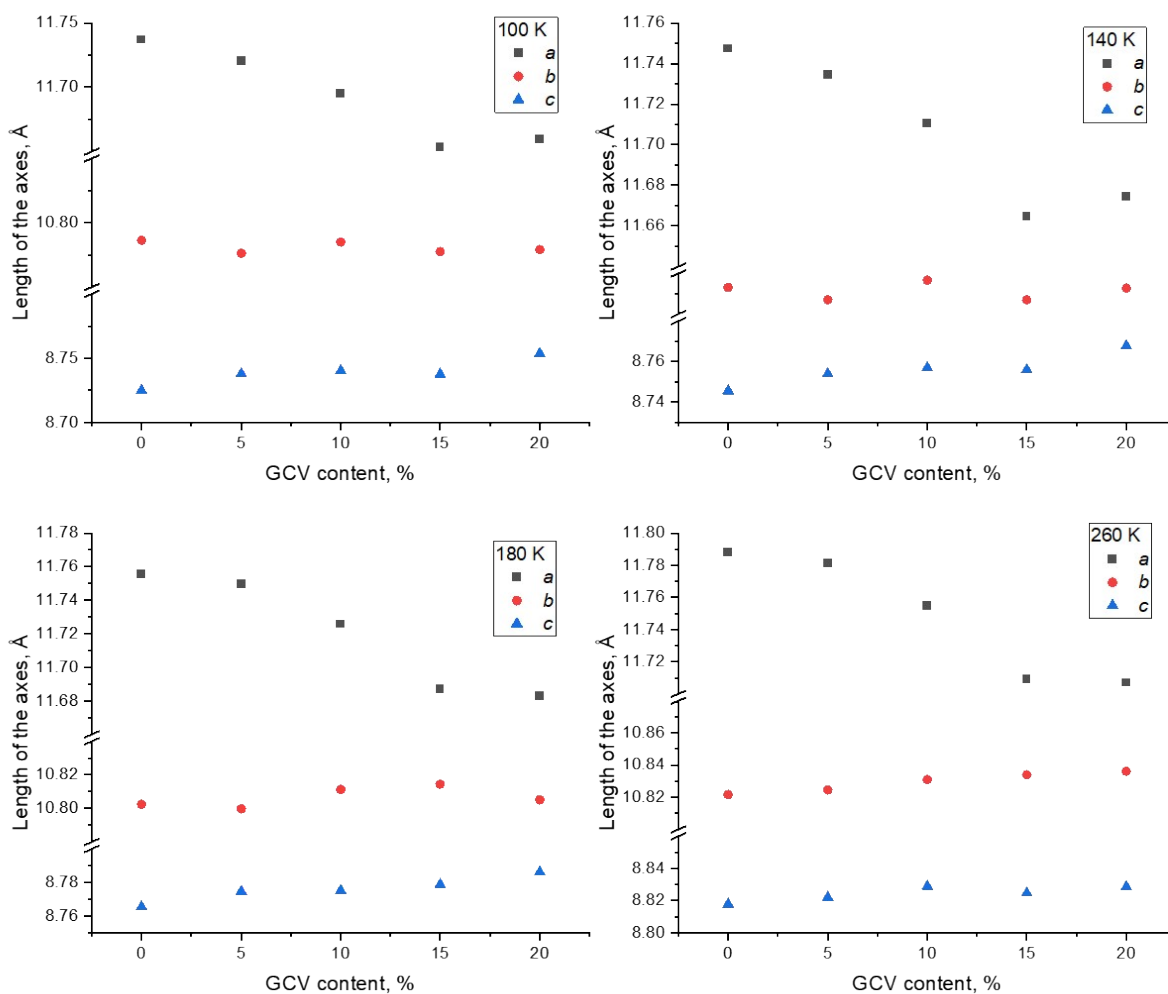 11.75
11.70
10.80
8.75
8.70
Length of the axes, Å
100 K
a
b
c
0 5 10 15 20
GCV content, %
11.76
11.74
11.72
11.70
11.68
11.66
8.76
8.74
Length of the axes, Å
140 K
a
b
c
0 5 10 15 20
GCV content, %
11.78
11.76
11.74
11.72
11.70
11.68
10.82
10.80
8.78
8.76
Length of the axes, Å
180 K
a
b
c
0 5 10 15 20
GCV content, %
11.80
11.78
11.76
11.74
11.72
10.86
10.84
10.82
8.84
8.82
8.80
Length of the axes, Å
260 K
a
b
c
0 5 10 15 20
GCV content, %